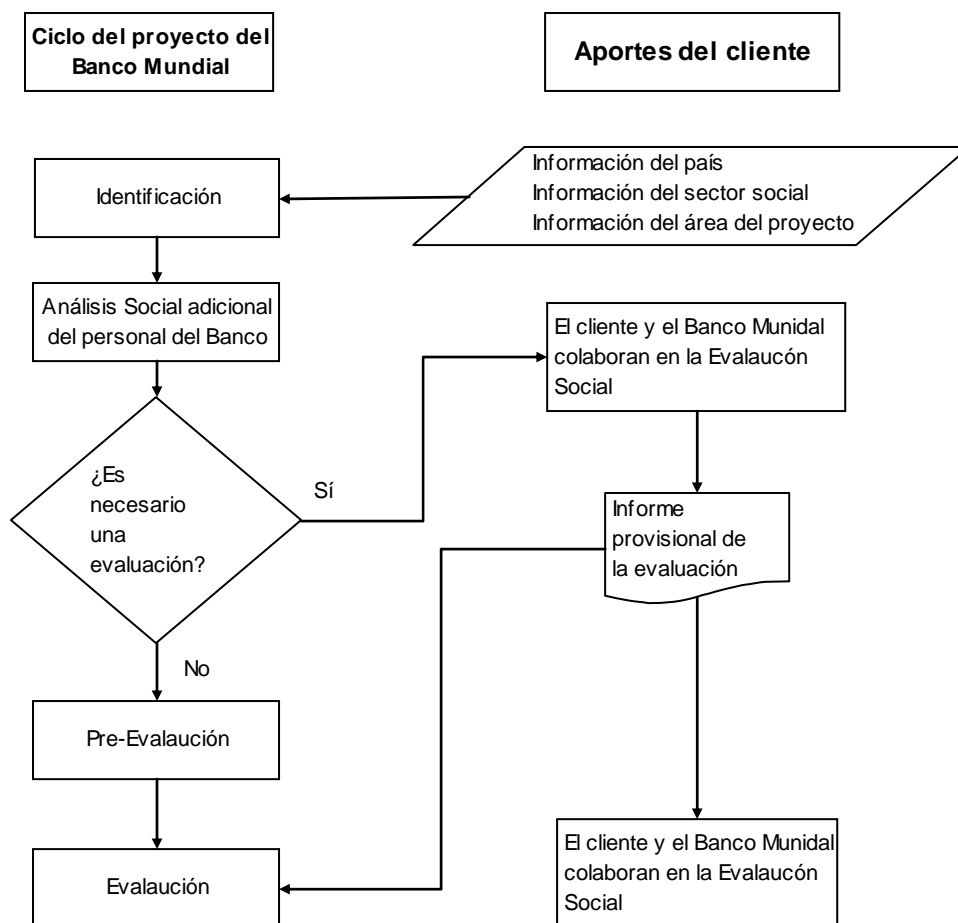 Ciclo del proyecto del
Banco Mundial
Aportes del cliente
Identificación
Información del país
Información del sector social
Información del área del proyecto
Análisis Social adicional
del personal del Banco
El cliente y el Banco Munidal
colaboran en la Evalaucón
Social
¿Es
necesario
una
evaluación?
Sí
Informe
provisional de
la evaluación
No
Pre-Evalaución
Evalaución
El cliente y el Banco Munidal
colaboran en la Evalaucón
Social